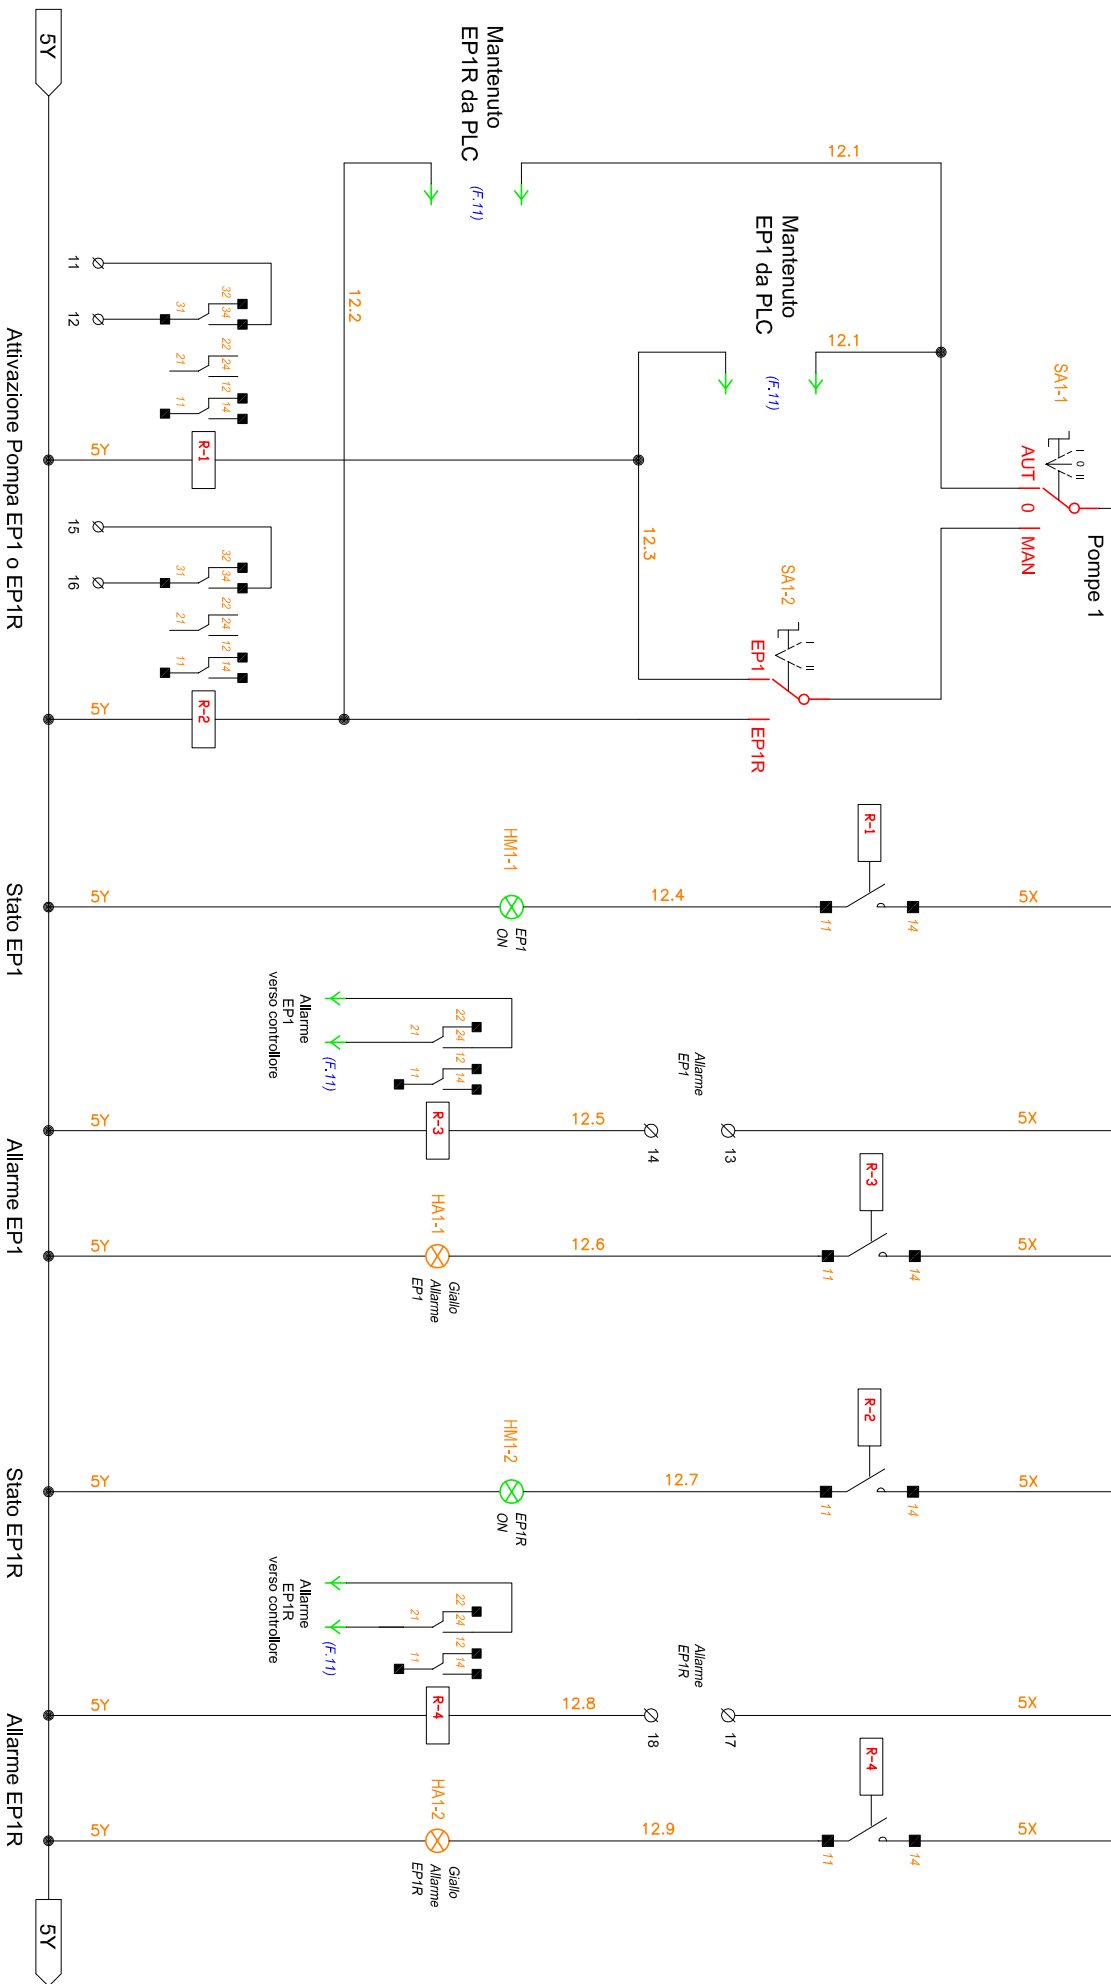 Pompe 1
SA1-1
I
0
II
AUT
0
MAN
12.1
12.1
Mantenuto
EP1R da PLC
(F.11)
Mantenuto
EP1 da PLC
(F.11)
12.2
12.3
SA1-2
I
II
EP1
EP1R
11
12
31
32
34
21
22
24
11
12
14
R-1
5Y
15
16
31
32
34
21
22
24
11
12
14
R-2
5Y
5Y
Attivazione Pompa EP1 o EP1R
5X
14
R-1
11
12.4
HM1-1
EP1
ON
5Y
Stato EP1
5X
13
Allarme
EP1
14
12.5
22
24
21
12
14
11
R-3
Allarme
EP1
verso controllore
(F.11)
5Y
5X
14
R-3
11
12.6
HA1-1
Giallo
Allarme
EP1
5Y
Allarme EP1
5X
14
R-2
11
12.7
HM1-2
EP1R
ON
5Y
Stato EP1R
5X
17
Allarme
EP1R
18
12.8
22
24
21
12
14
11
R-4
Allarme
EP1R
verso controllore
(F.11)
5Y
5X
14
R-4
11
12.9
HA1-2
Giallo
Allarme
EP1R
5Y
Allarme EP1R
5Y